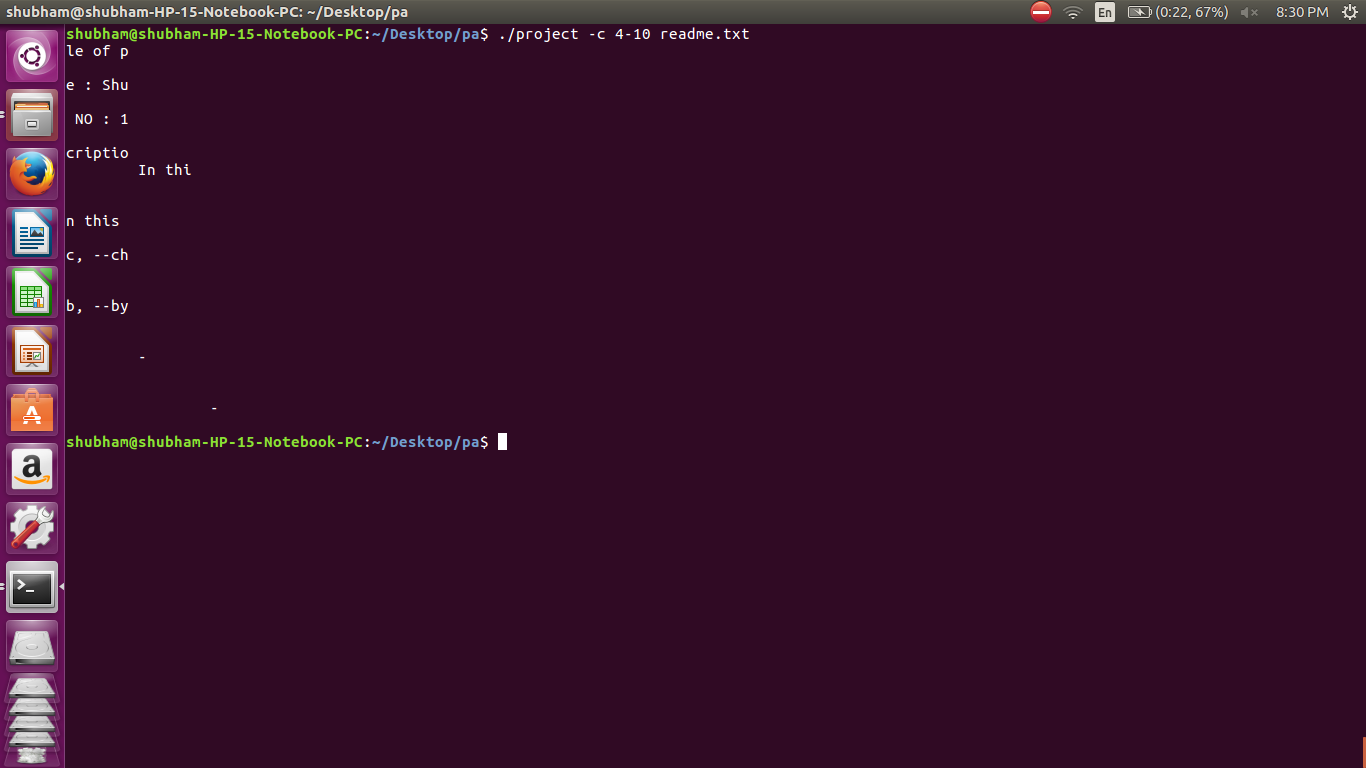 shubham@shubham-HP-15-Notebook-PC: ~/Desktop/pa
En
(0:22, 67%)
8:30 PM
shubham@shubham-HP-15-Notebook-PC:~/Desktop/pa$ ./project -c 4-10 readme.txt
le of p
e : Shu
 NO : 1
criptio
        In thi
n this
c, --ch
b, --by
        -
                -
shubham@shubham-HP-15-Notebook-PC:~/Desktop/pa$